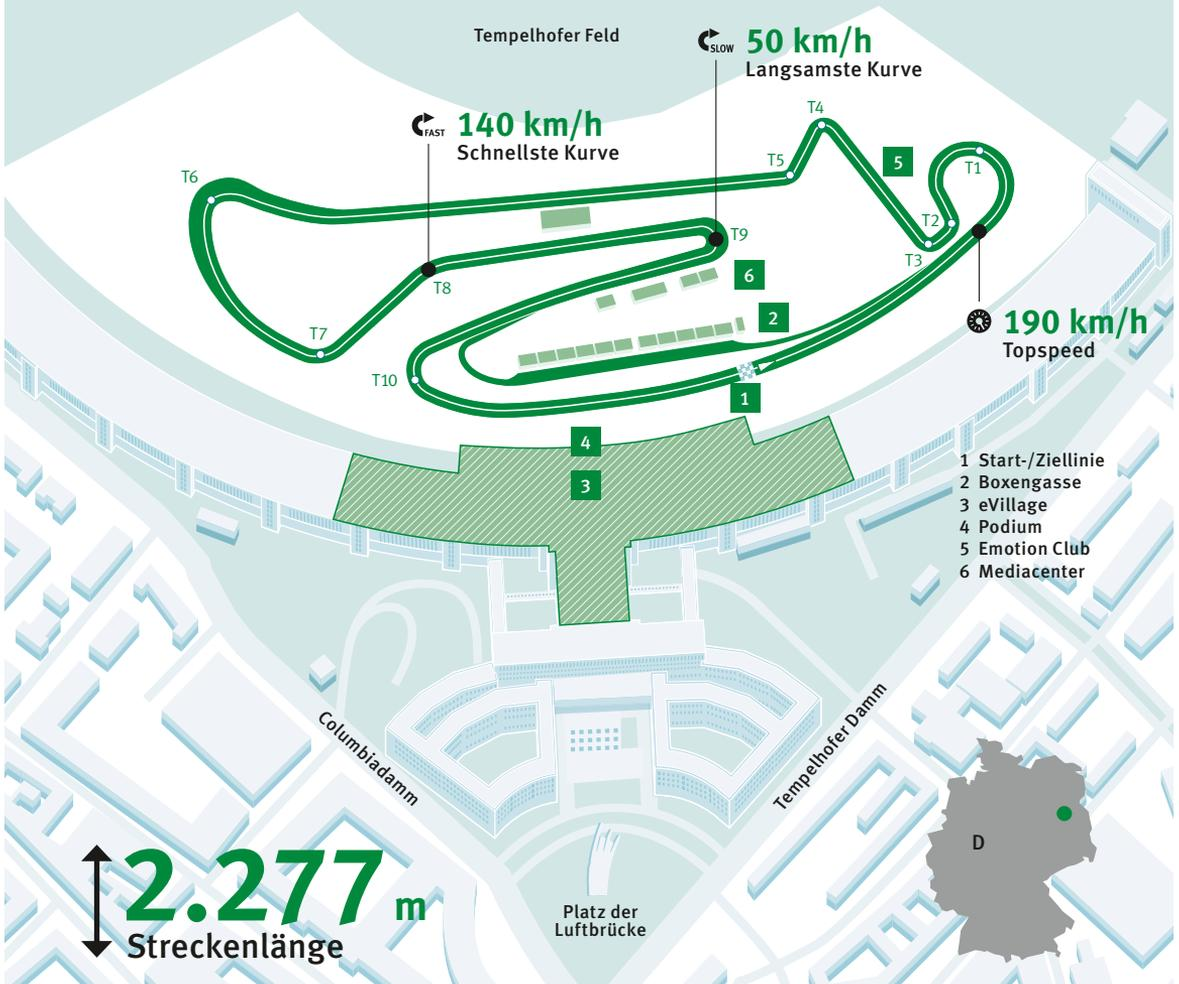 Tempelhofer Feld
SLOW
50 km/h
Langsamste Kurve
FAST
140 km/h
Schnellste Kurve
T4
T5
5
T1
T6
T2
T9
T3
T8
6
2
190 km/h
Topspeed
T7
T10
1
4
3
1 Start-/Ziellinie
2 Boxengasse
3 eVillage
4 Podium
5 Emotion Club
6 Mediacenter
Columbiadamm
Tempelhofer Damm
D
2.277 m
Streckenlänge
Platz der
Luftbrücke